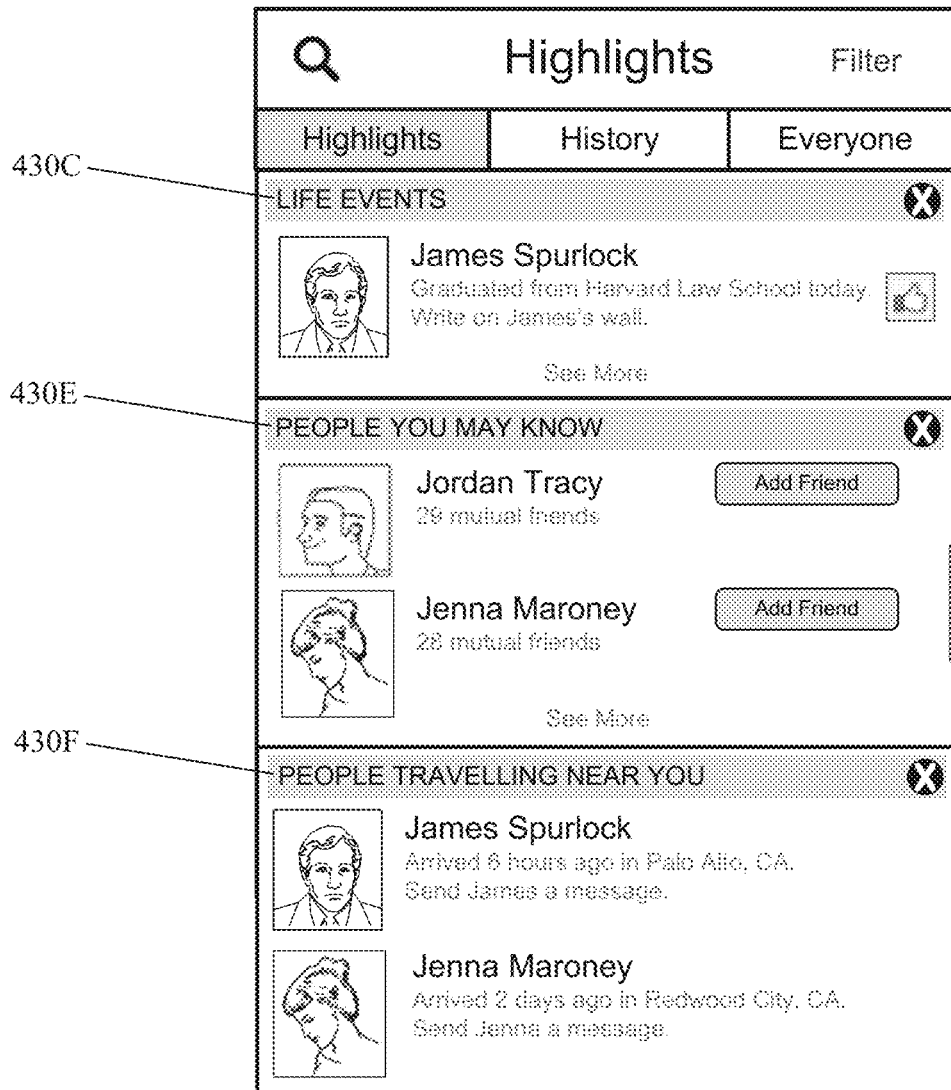 Highlights Filter
Highlights History Everyone
430C
LIFE EVENTS X
James Spurlock
Graduated from Harvard Law School today.
Write on James's wall.
See More
430E
PEOPLE YOU MAY KNOW X
Jordan Tracy Add Friend
29 mutual friends
Jenna Maroney Add Friend
28 mutual friends
See More
430F
PEOPLE TRAVELLING NEAR YOU X
James Spurlock
Arrived 6 hours ago in Palo Alto, CA.
Send James a message.
Jenna Maroney
Arrived 2 days ago in Redwood City, CA.
Send Jenna a message.